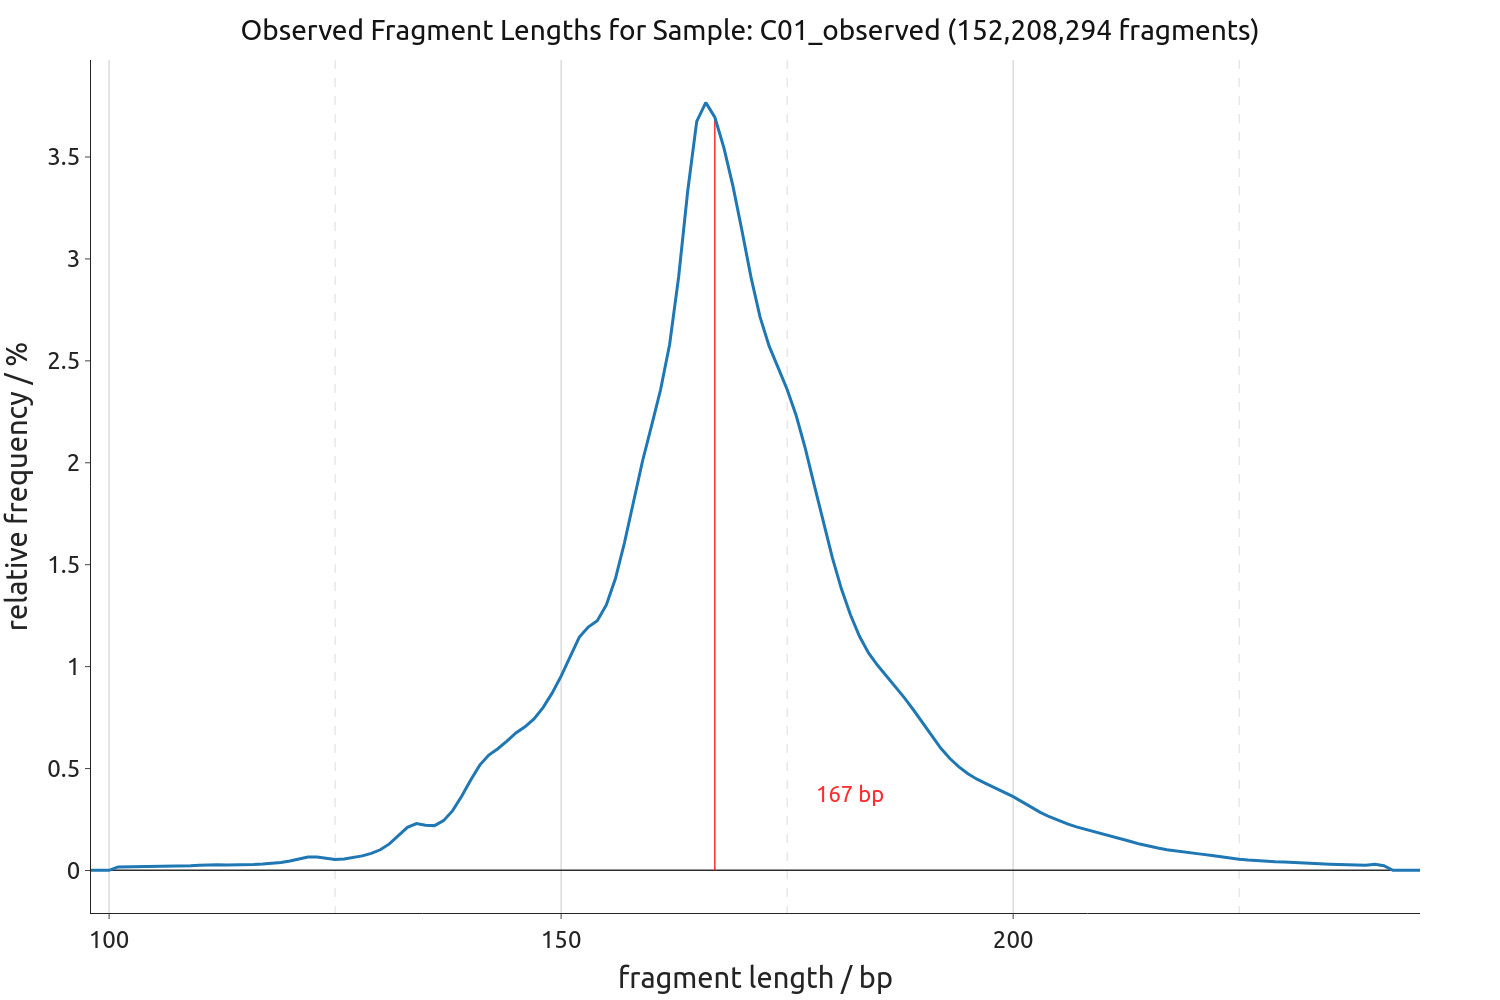 Observed Fragment Lengths for Sample: C01_observed (152,208,294 fragments)
relative frequency / %
3.5
3
2.5
2
1.5
1
0.5
0
167 bp
100
150
200
fragment length / bp